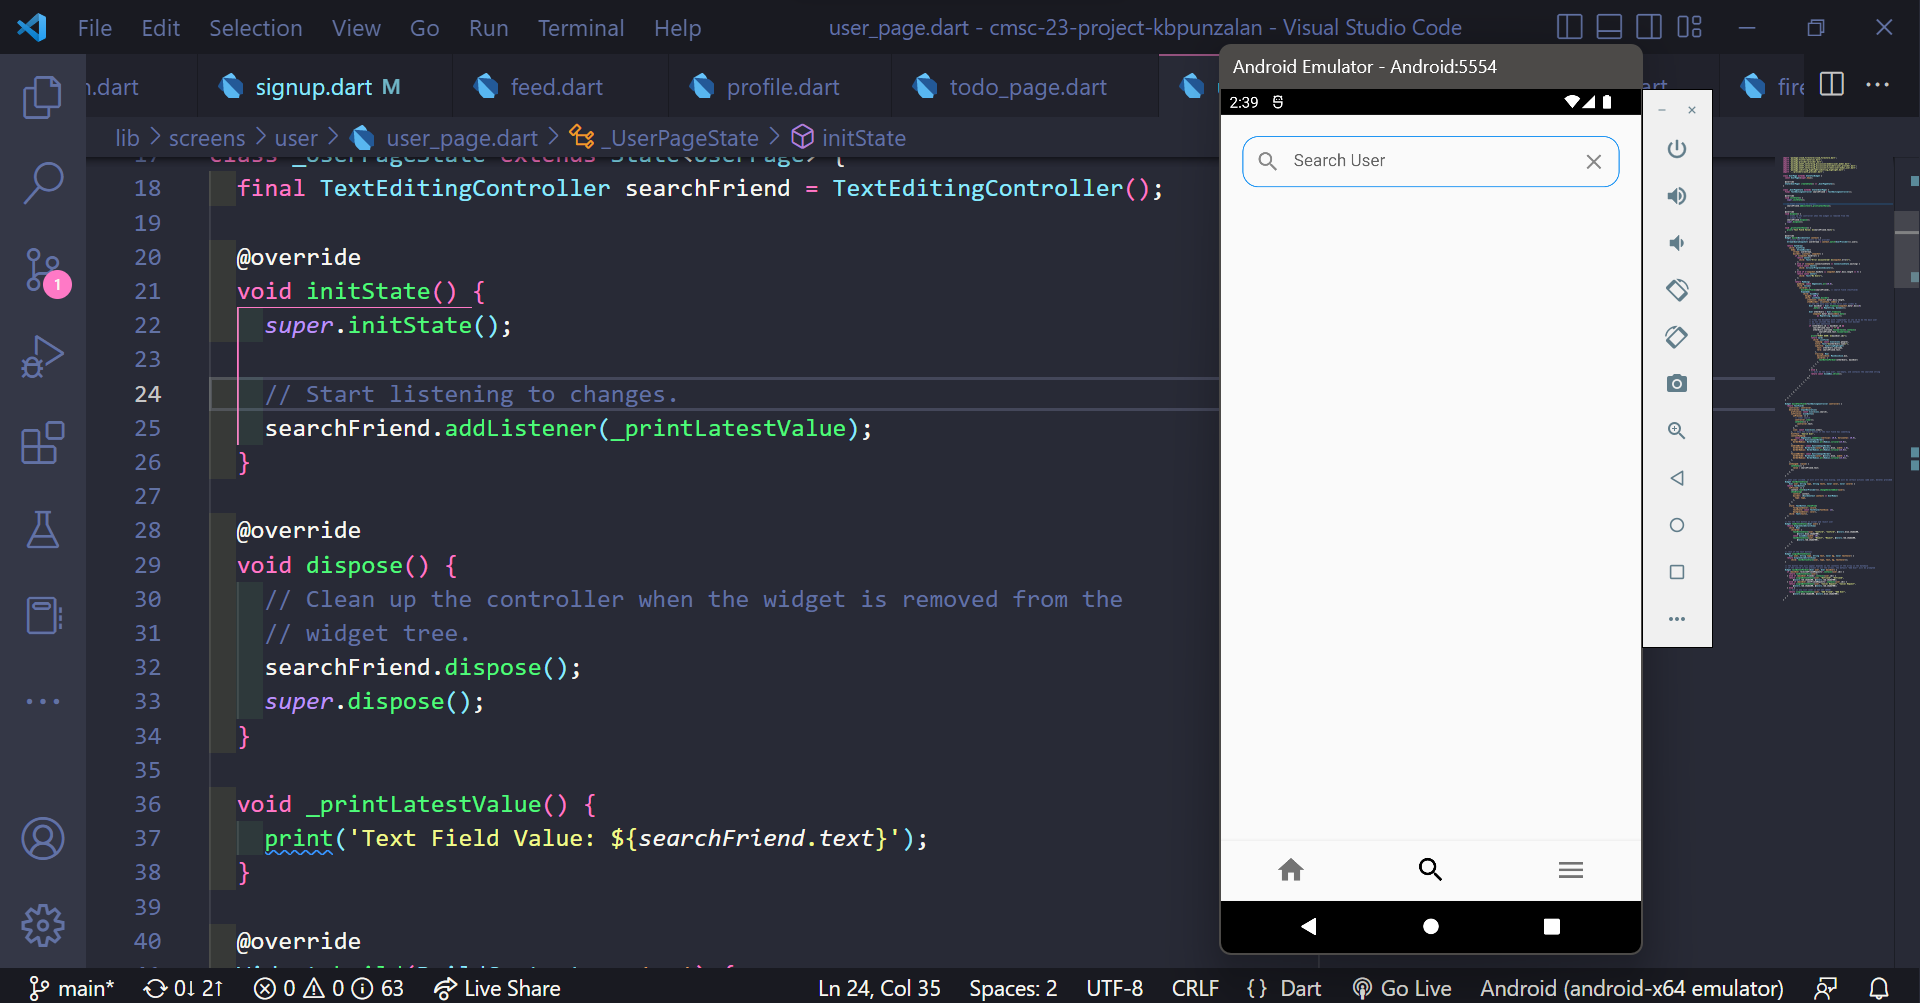 File Edit Selection View Go Run Terminal Help
user_page.dart - cmsc-23-project-kbpunzalan - Visual Studio Code
signup.dart M feed.dart profile.dart todo_page.dart
lib > screens > user > user_page.dart > _UserPageState > initState
class _UserPageState extends State<UserPage> {
18 final TextEditingController searchFriend = TextEditingController();
19
20 @override
21 void initState() {
22 super.initState();
23
24 // Start listening to changes.
25 searchFriend.addListener(_printLatestValue);
26 }
27
28 @override
29 void dispose() {
30 // Clean up the controller when the widget is removed from the
31 // widget tree.
32 searchFriend.dispose();
33 super.dispose();
34 }
35
36 void _printLatestValue() {
37 print('Text Field Value: ${searchFriend.text}');
38 }
39
40 @override
1
Android Emulator - Android:5554
2:39
Search User
main* 0↓ 2↑ 0 0 63 Live Share
Ln 24, Col 35 Spaces: 2 UTF-8 CRLF {} Dart Go Live Android (android-x64 emulator)